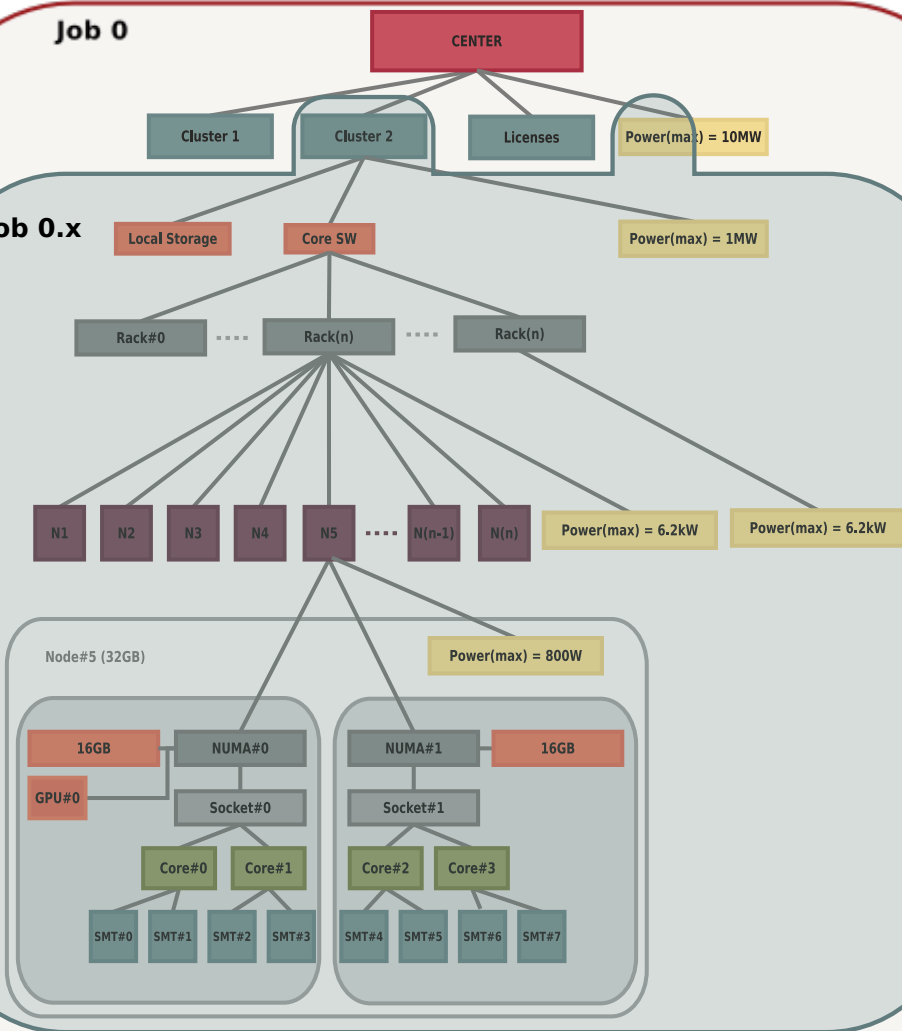 Job 0
CENTER
Cluster 1
Cluster 2
Licenses
Power(max) = 10MW
ob 0.x
Local Storage
Core SW
Power(max) = 1MW
Rack#0
Rack(n)
Rack(n)
N1
N2
N3
N4
N5
N(n-1)
N(n)
Power(max) = 6.2kW
Power(max) = 6.2kW
Node#5 (32GB)
Power(max) = 800W
16GB
NUMA#0
NUMA#1
16GB
GPU#0
Socket#0
Socket#1
Core#0
Core#1
Core#2
Core#3
SMT#0
SMT#1
SMT#2
SMT#3
SMT#4
SMT#5
SMT#6
SMT#7